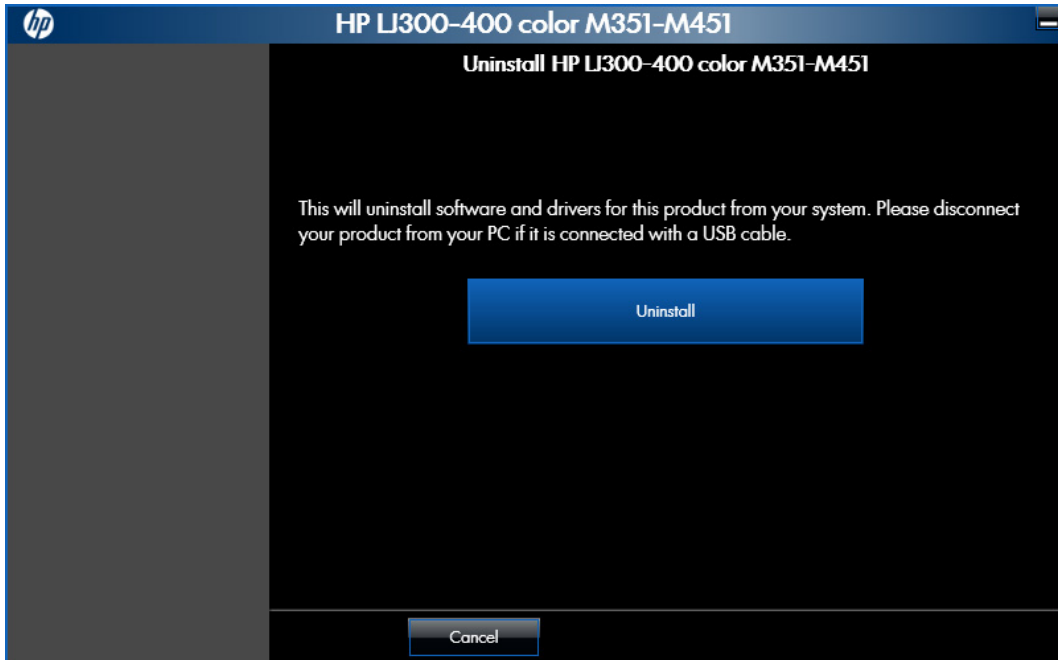 hp
HP LJ300-400 color M351-M451
Uninstall HP LJ300-400 color M351-M451
This will uninstall software and drivers for this product from your system. Please disconnect
your product from your PC if it is connected with a USB cable.
Uninstall
Cancel